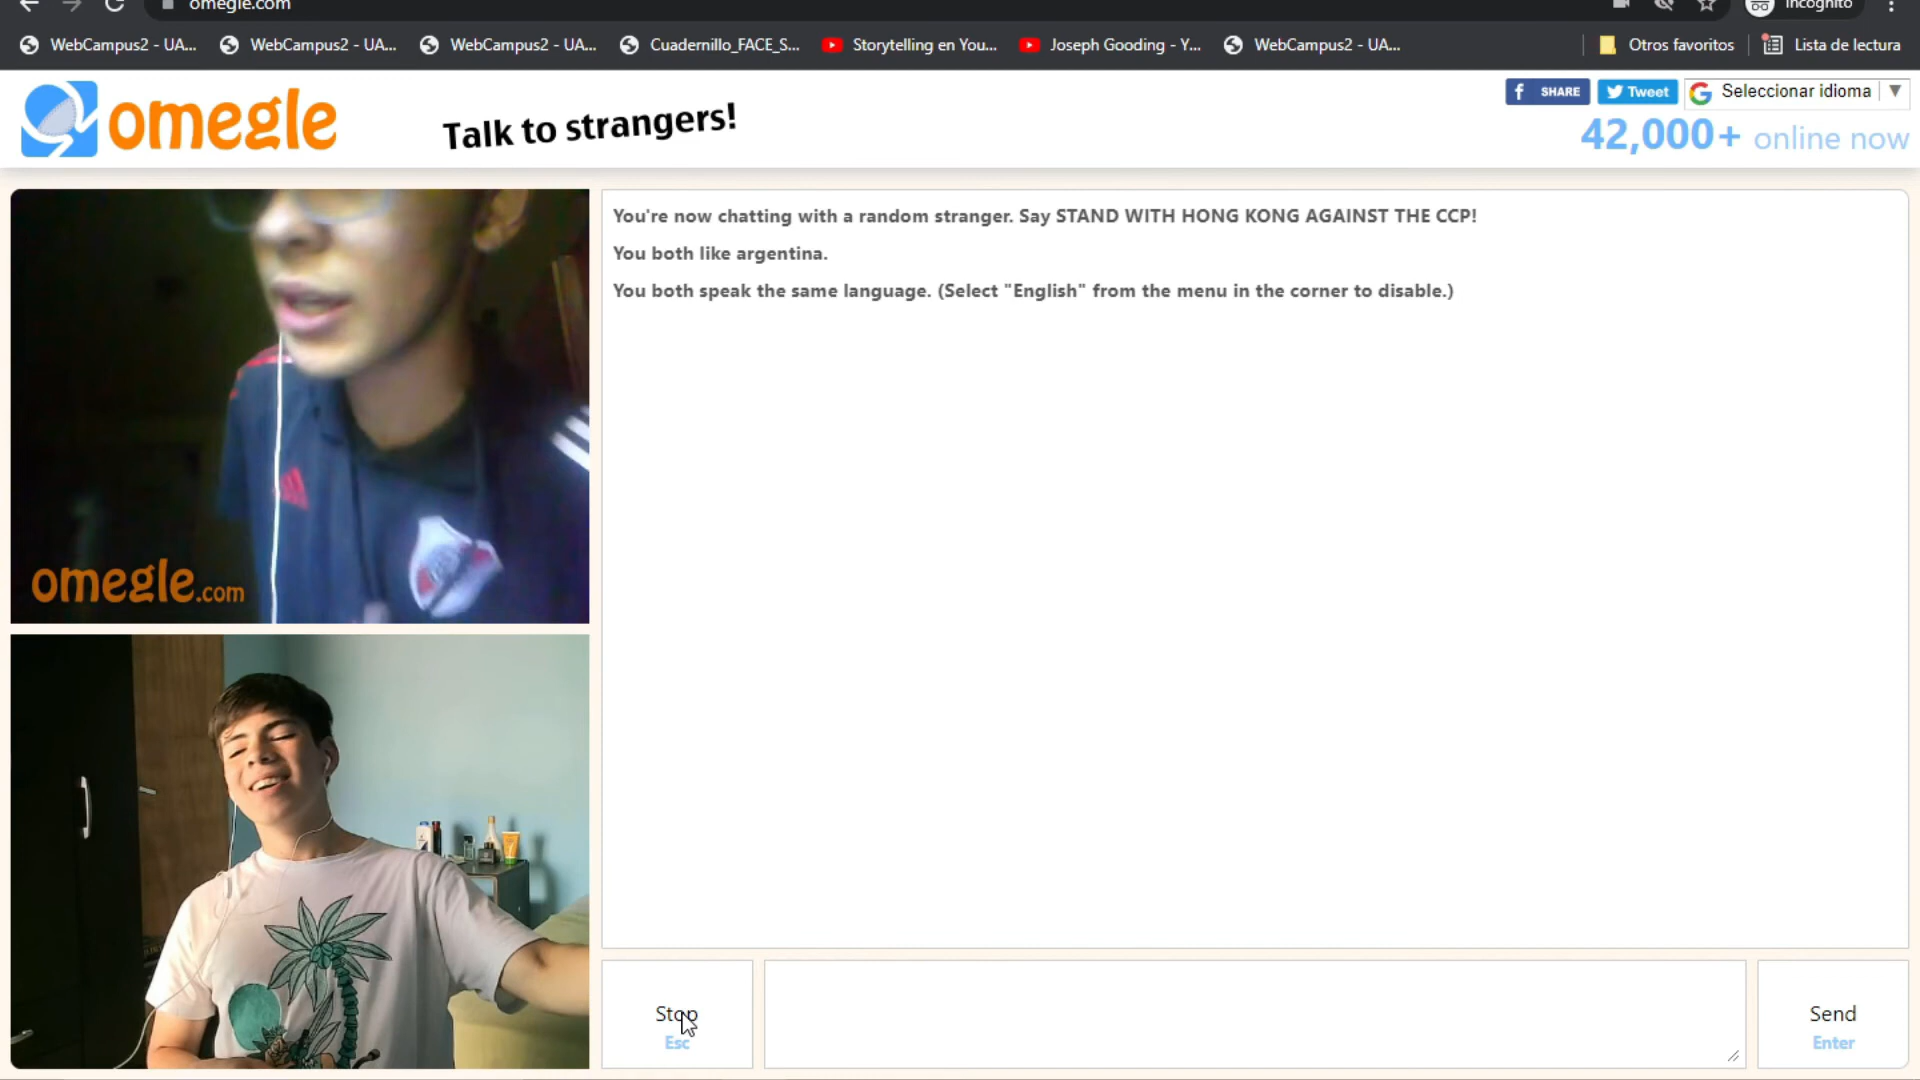 omegle.com
Incognito
WebCampus2 - UA...
WebCampus2 - UA...
WebCampus2 - UA...
Cuadernillo_FACE_S...
Storytelling en You...
Joseph Gooding - Y...
WebCampus2 - UA...
Otros favoritos
Lista de lectura
omegle
Talk to strangers!
f SHARE
Tweet
G Seleccionar idioma ▼
42,000+ online now
You're now chatting with a random stranger. Say STAND WITH HONG KONG AGAINST THE CCP!
You both like argentina.
You both speak the same language. (Select "English" from the menu in the corner to disable.)
omegle.com
Stop
Esc
Send
Enter